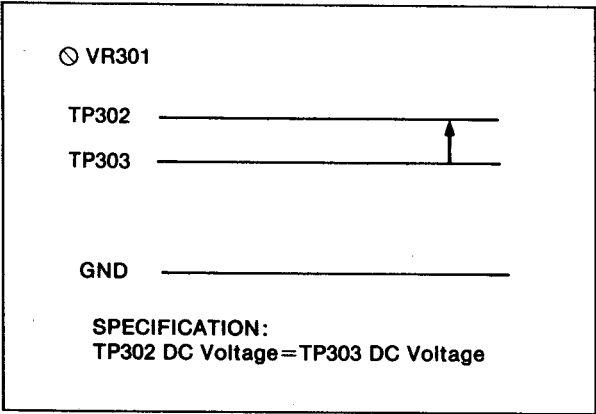 VR301
TP302
TP303
GND
SPECIFICATION:
TP302 DC Voltage=TP303 DC Voltage